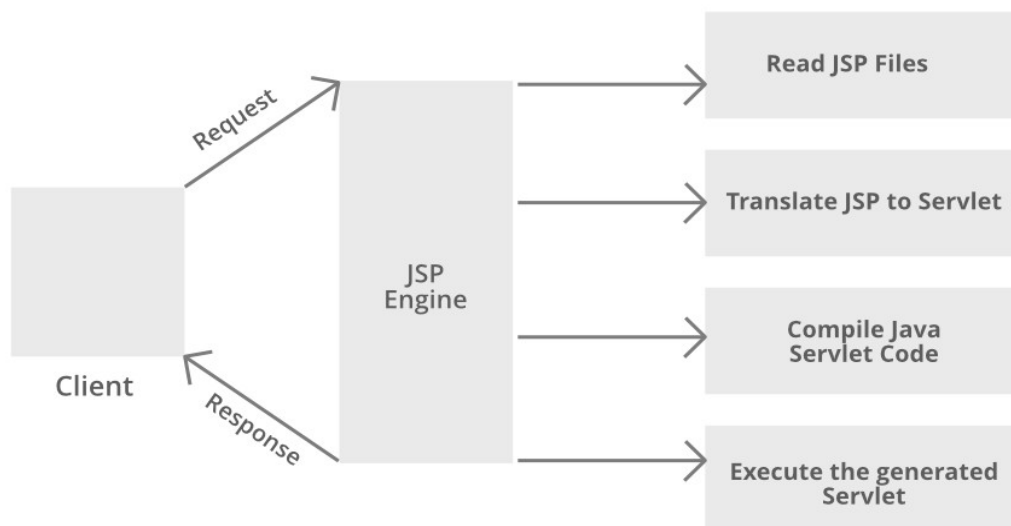 Request
Client
Response
JSP
Engine
Read JSP Files
Translate JSP to Servlet
Compile Java
Servlet Code
Execute the generated
Servlet